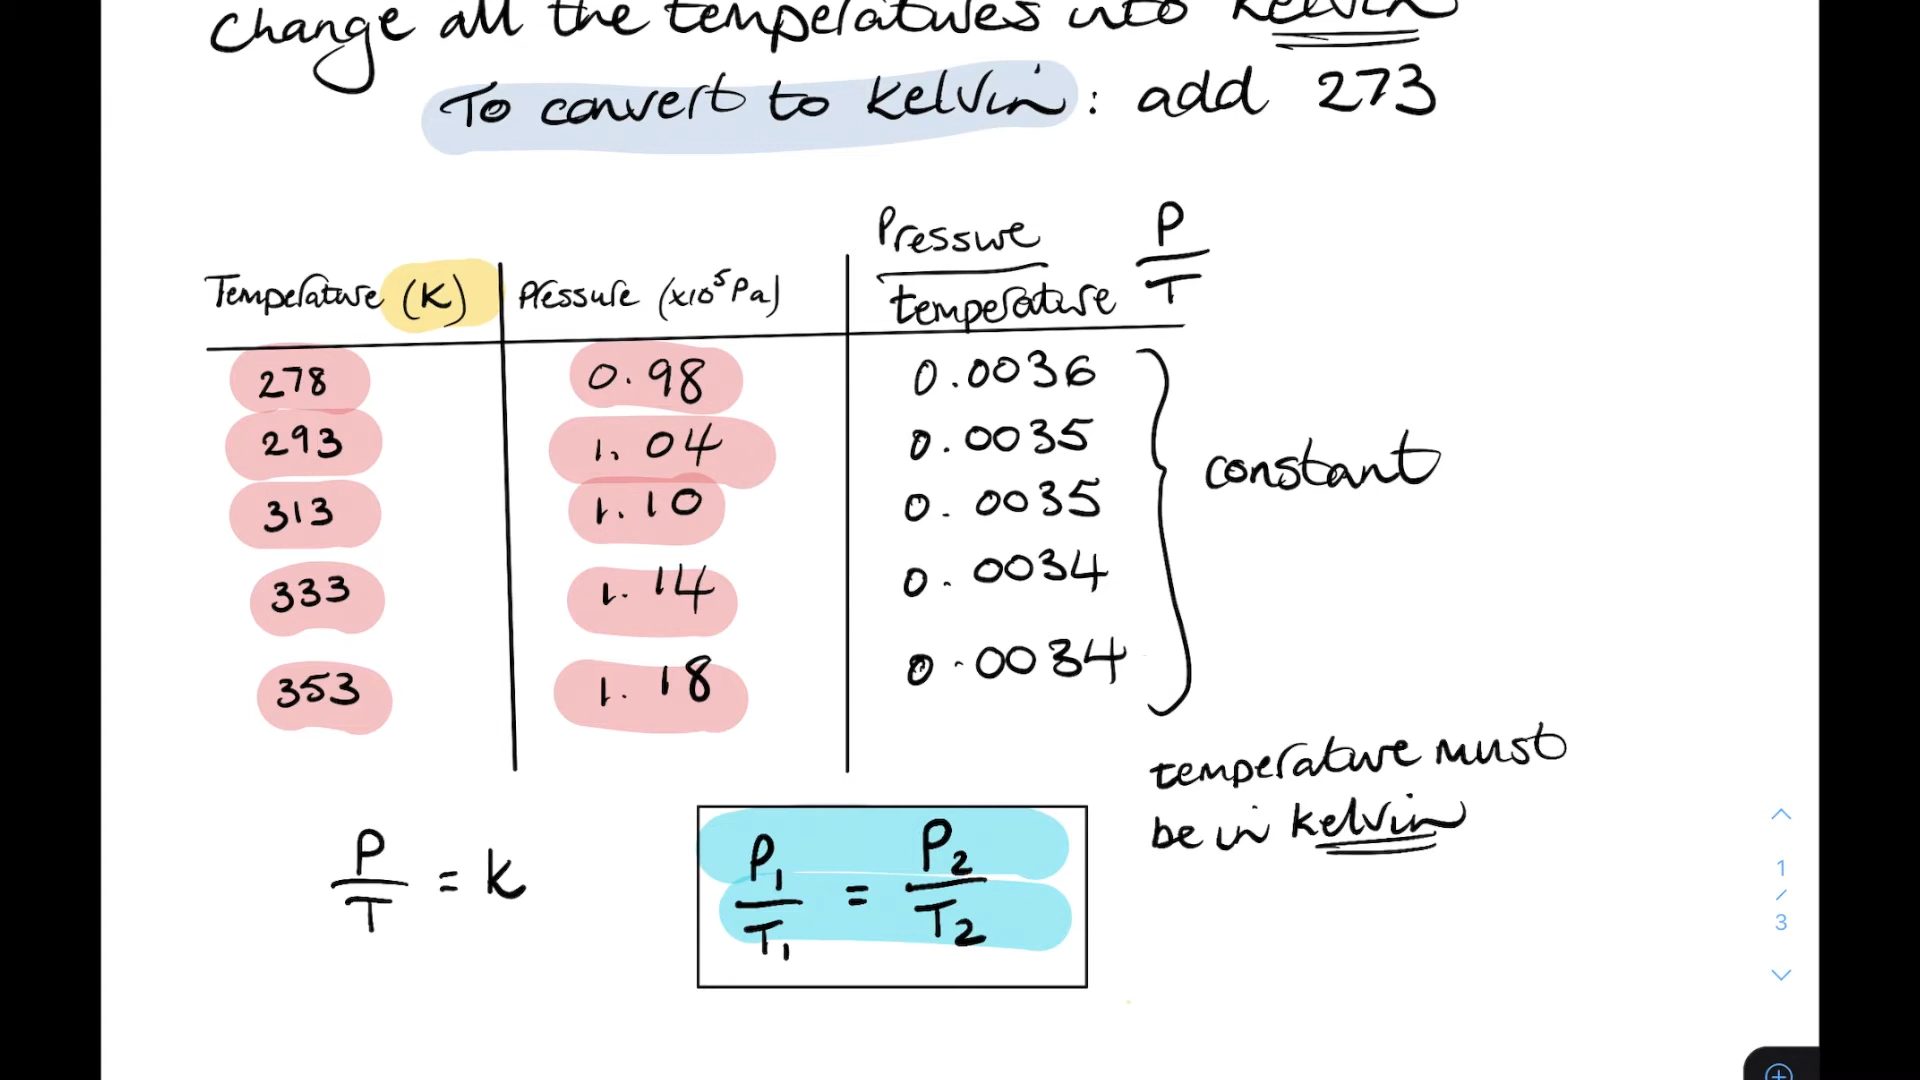 change all the temperatures into Kelvin
To convert to Kelvin: add 273
Pressure P
Temperature (K) Pressure (x10⁵ Pa) temperature T
278 0.98 0.0036
293 1.04 0.0035
313 1.10 0.0035
constant
333 1.14 0.0034
353 1.18 0.0034
temperature must
be in Kelvin
P/T = K
P₁/T₁ = P₂/T₂
1
/
3